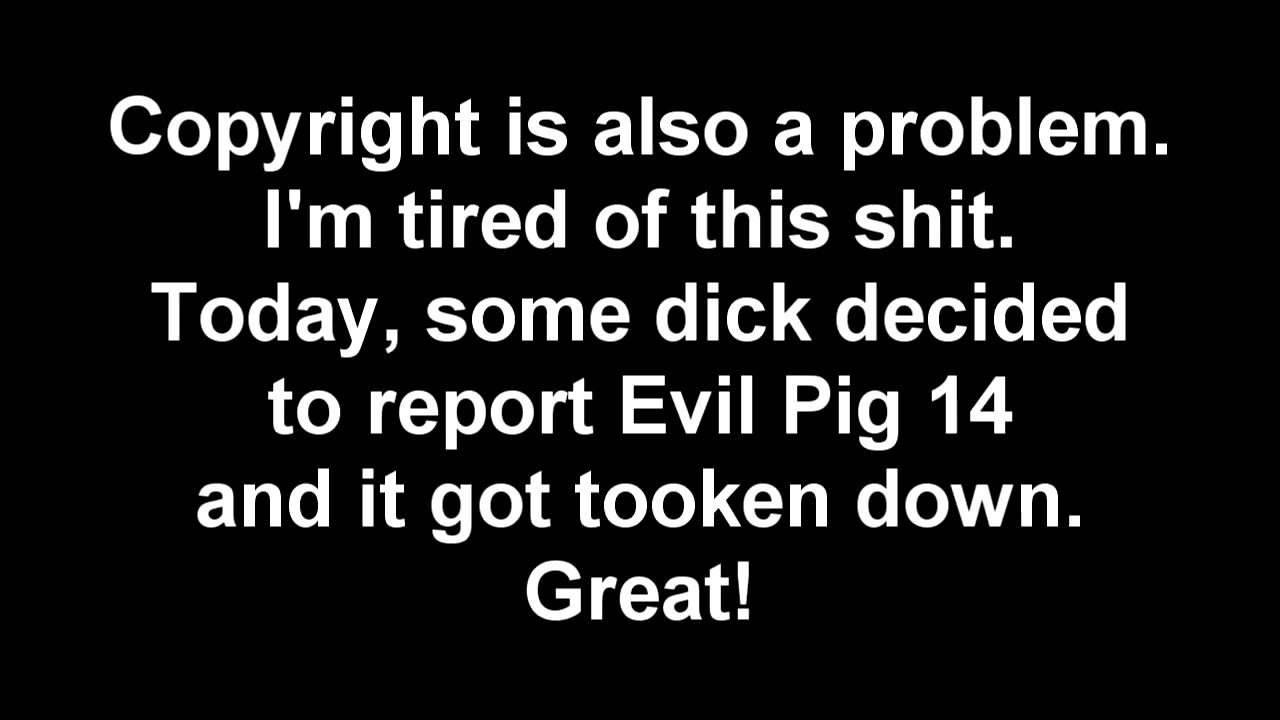 Copyright is also a problem.
I'm tired of this shit.
Today, some dick decided
to report Evil Pig 14
and it got tooken down.
Great!